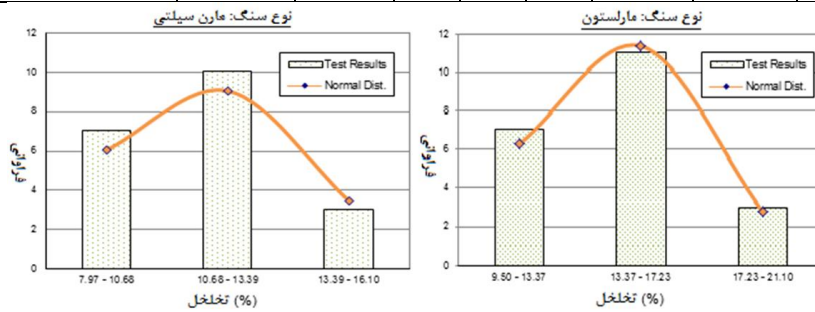 نوع سنگ: مارن سیلتی
12
10
8
6
4
2
0
Test Results
Normal Dist.
فراوانی
7.97 - 10.68
10.68 - 13.39
13.39 - 16.10
تخلخل (%)
نوع سنگ: مارلستون
12
10
8
6
4
2
0
Test Results
Normal Dist.
فراوانی
9.50 - 13.37
13.37 - 17.23
17.23 - 21.10
تخلخل (%)